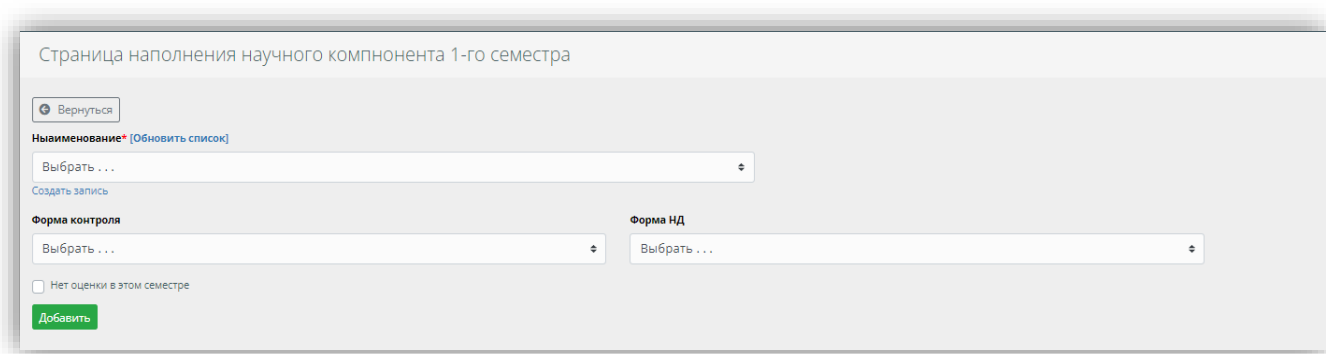 Страница наполнения научного компнонента 1-го семестра
Вернуться
Ныаименование* [Обновить список]
Выбрать . . .
Создать запись
Форма контроля Форма НД
Выбрать . . . Выбрать . . .
Нет оценки в этом семестре
Добавить